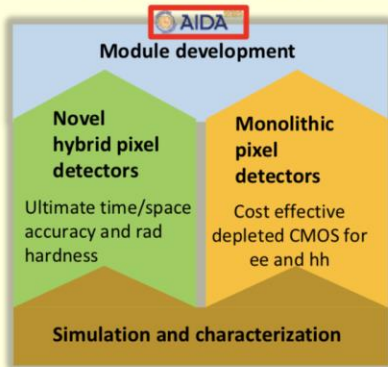 AIDA
Module development
Novel
hybrid pixel
detectors
Ultimate time/space
accuracy and rad
hardness
Monolithic
pixel
detectors
Cost effective
depleted CMOS for
ee and hh
Simulation and characterization